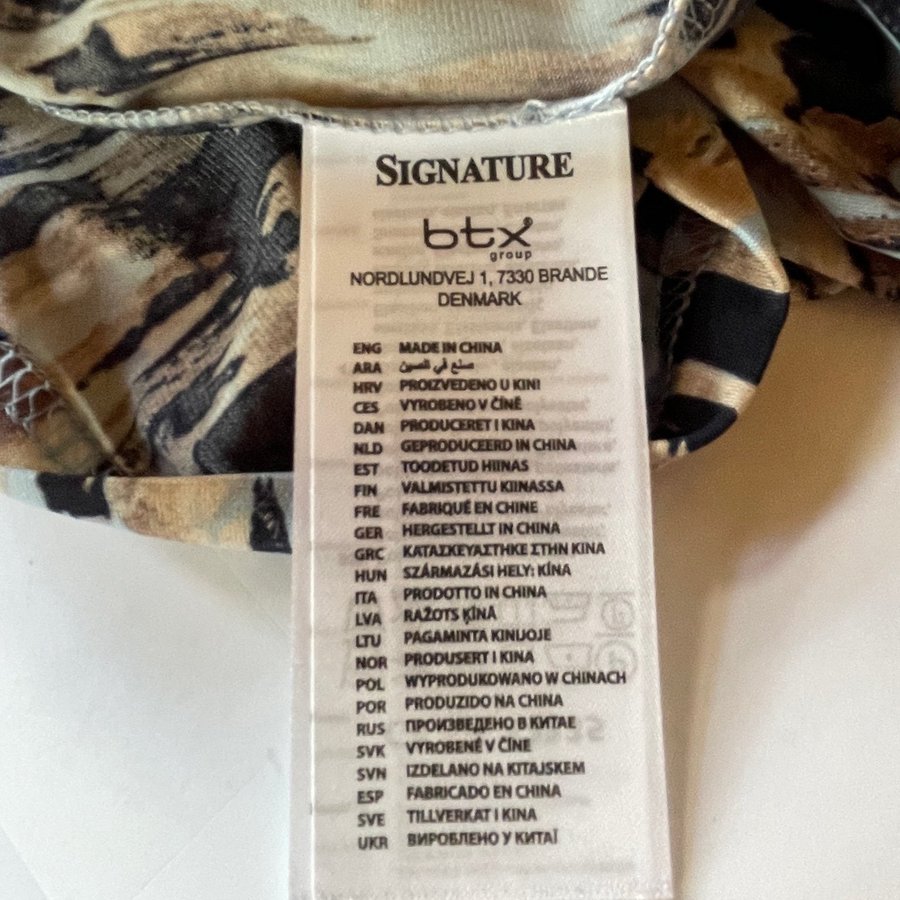 SIGNATURE
btx
group
NORDLUNDVEJ 1, 7330 BRANDE
DENMARK
ENG MADE IN CHINA
ARA صنع في الصين
HRV PROIZVEDENO U KINI
CES VYROBENO V ČÍNĚ
DAN PRODUCERET I KINA
NLD GEPRODUCEERD IN CHINA
EST TOODETUD HIINAS
FIN VALMISTETTU KIINASSA
FRE FABRIQUÉ EN CHINE
GER HERGESTELLT IN CHINA
GRC ΚΑΤΑΣΚΕΥΑΣΤΗΚΕ ΣΤΗΝ ΚΙΝΑ
HUN SZÁRMAZÁSI HELY: KÍNA
ITA PRODOTTO IN CHINA
LVA RAŽOTS ĶĪNĀ
LTU PAGAMINTA KINIJOJE
NOR PRODUSERT I KINA
POL WYPRODUKOWANO W CHINACH
POR PRODUZIDO NA CHINA
RUS ПРОИЗВЕДЕНО В КИТАЕ
SVK VYROBENÉ V ČÍNE
SVN IZDELANO NA KITAJSKEM
ESP FABRICADO EN CHINA
SVE TILLVERKAT I KINA
UKR ВИРОБЛЕНО У КИТАЇ